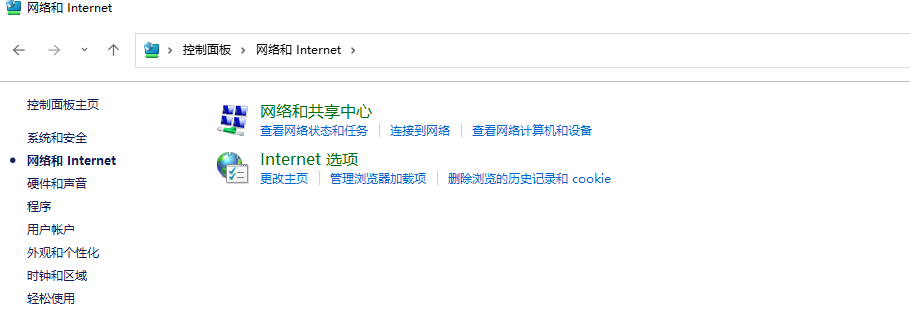 网络和 Internet
控制面板 网络和 Internet
控制面板主页
系统和安全
网络和 Internet
硬件和声音
程序
用户帐户
外观和个性化
时钟和区域
轻松使用
网络和共享中心
查看网络状态和任务 连接到网络 查看网络计算机和设备
Internet 选项
更改主页 管理浏览器加载项 删除浏览的历史记录和 cookie